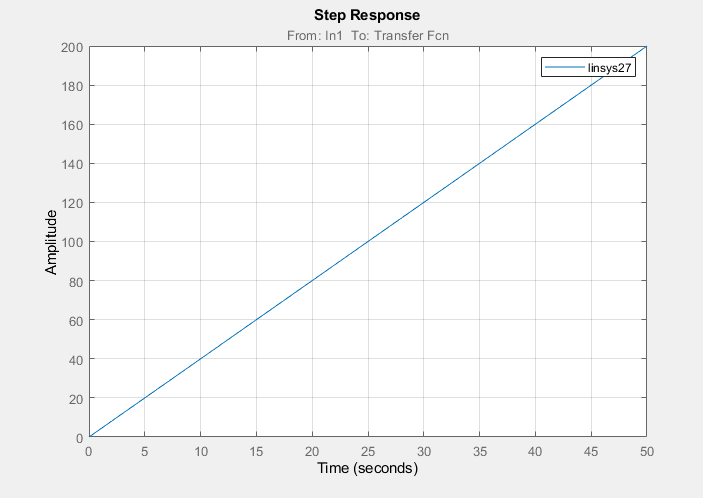 Step Response
From: In1 To: Transfer Fcn
linsys27
Amplitude
200
180
160
140
120
100
80
60
40
20
0
0 5 10 15 20 25 30 35 40 45 50
Time (seconds)